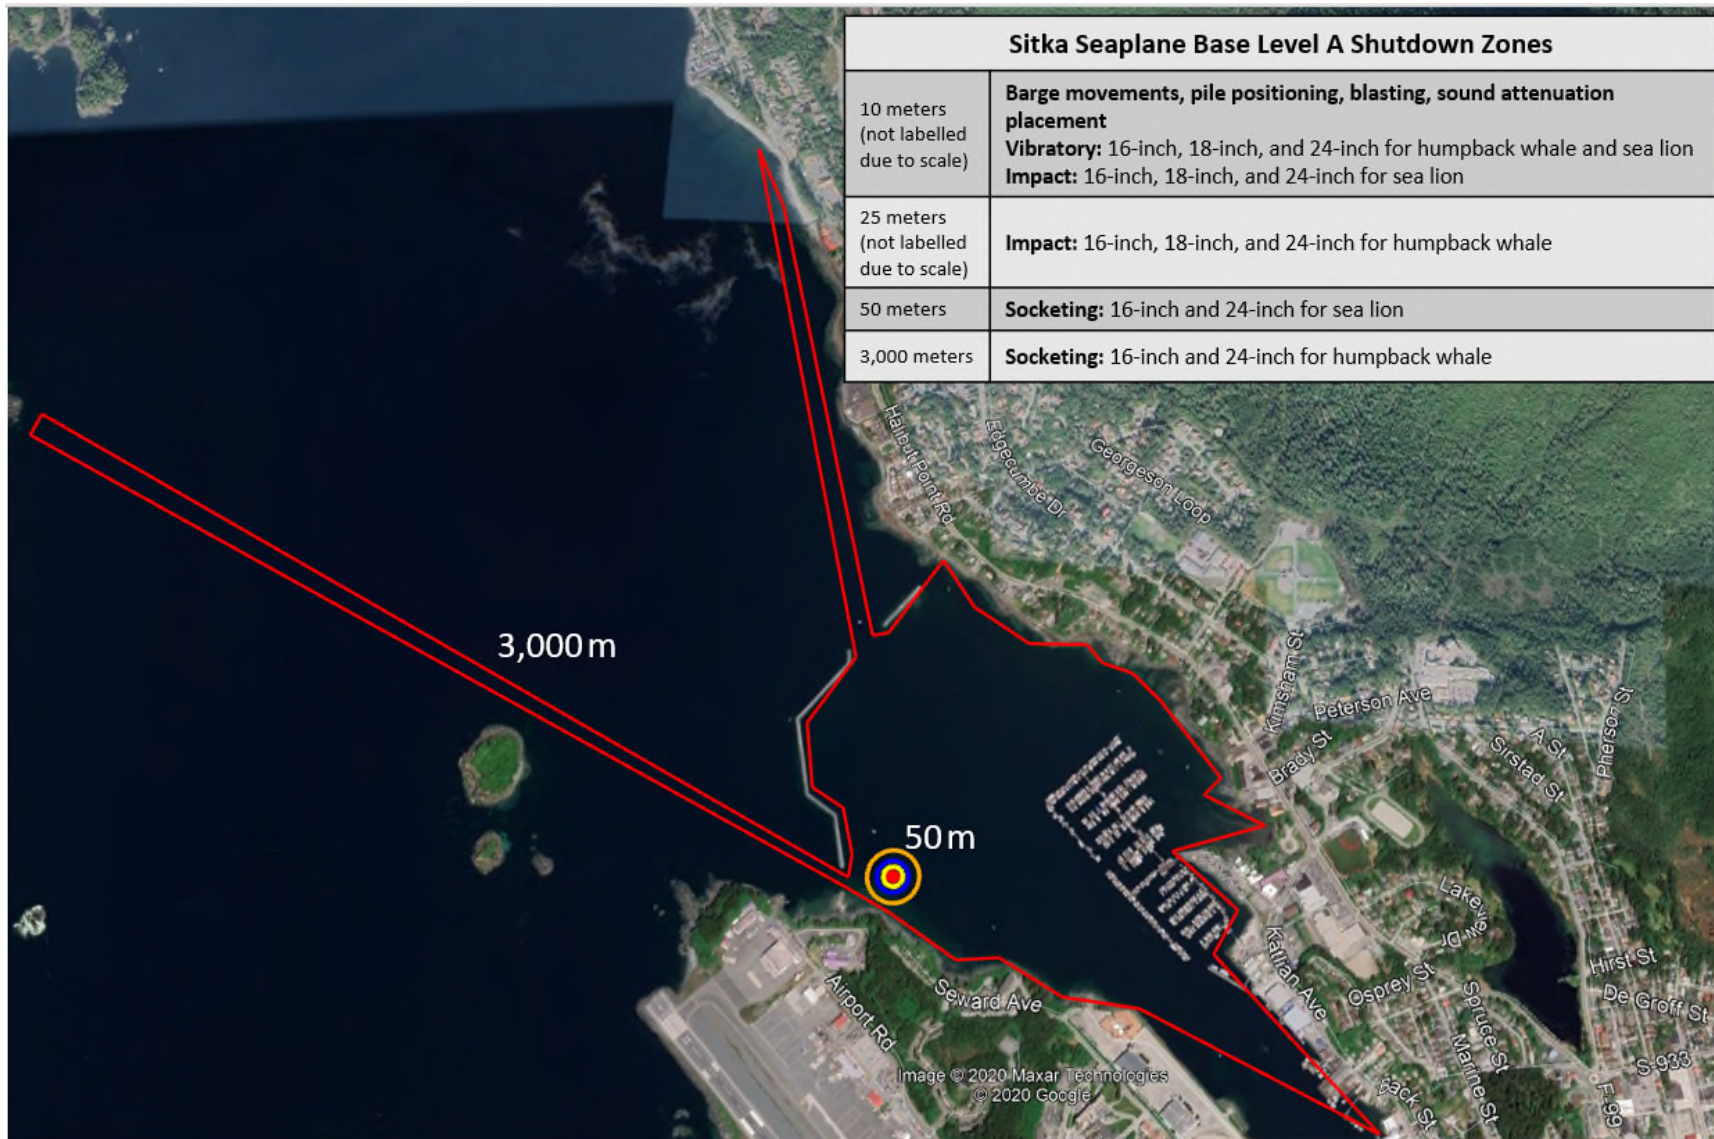 Sitka Seaplane Base Level A Shutdown Zones
10 meters
(not labelled
due to scale)
Barge movements, pile positioning, blasting, sound attenuation
placement
Vibratory: 16-inch, 18-inch, and 24-inch for humpback whale and sea lion
Impact: 16-inch, 18-inch, and 24-inch for sea lion
25 meters
(not labelled
due to scale)
Impact: 16-inch, 18-inch, and 24-inch for humpback whale
50 meters
Socketing: 16-inch and 24-inch for sea lion
3,000 meters
Socketing: 16-inch and 24-inch for humpback whale
Halibut Point Rd
Edgecumbe Dr
Georgeson Loop
3,000 m
Kimsham St
Peterson Ave
Pherson St
A St
Sirstad St
Brady St
50 m
Lakeview Dr
Katlian Ave
Osprey St
Hirst St
De Groff St
Spruce St
Marine St
S-933
F-99
Seward Ave
Airport Rd
Image © 2020 Maxar Technologies
© 2020 Google
St